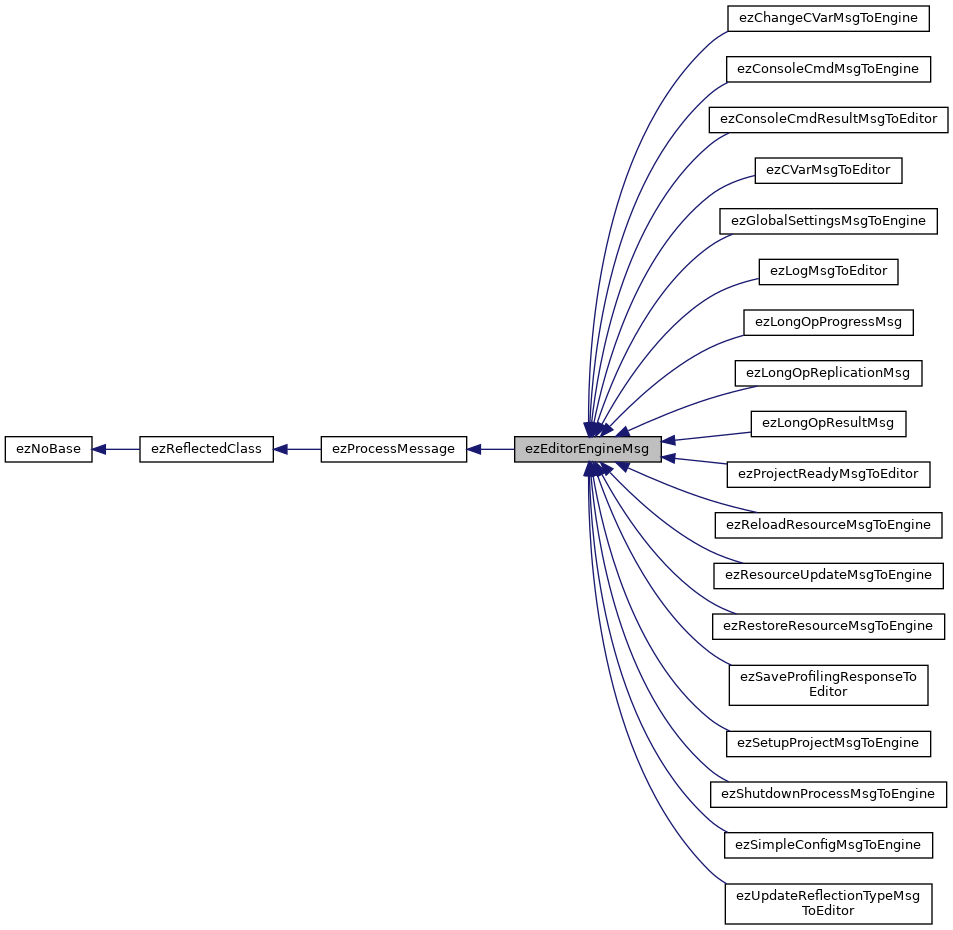 ezChangeCVarMsgToEngine
ezConsoleCmdMsgToEngine
ezConsoleCmdResultMsgToEditor
ezCVarMsgToEditor
ezGlobalSettingsMsgToEngine
ezLogMsgToEditor
ezLongOpProgressMsg
ezLongOpReplicationMsg
ezLongOpResultMsg
ezNoBase
ezReflectedClass
ezProcessMessage
ezEditorEngineMsg
ezProjectReadyMsgToEditor
ezReloadResourceMsgToEngine
ezResourceUpdateMsgToEngine
ezRestoreResourceMsgToEngine
ezSaveProfilingResponseTo
Editor
ezSetupProjectMsgToEngine
ezShutdownProcessMsgToEngine
ezSimpleConfigMsgToEngine
ezUpdateReflectionTypeMsg
ToEditor